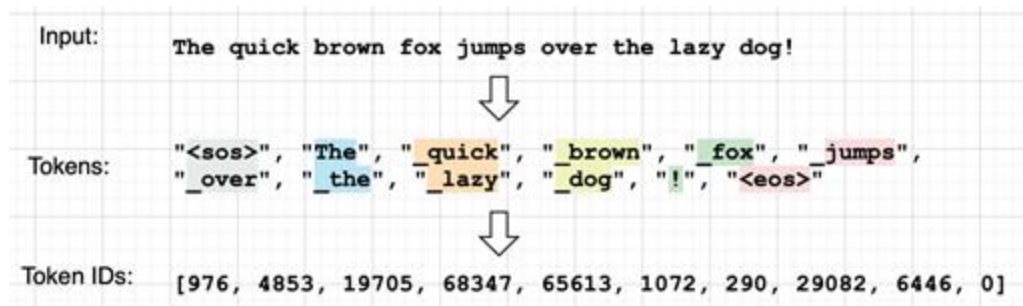 Input:
The quick brown fox jumps over the lazy dog!
Tokens:
"<sos>", "The", "_quick", "_brown", "_fox", "_jumps",
"_over", "_the", "_lazy", "_dog", "!", "<eos>"
Token IDs:
[976, 4853, 19705, 68347, 65613, 1072, 290, 29082, 6446, 0]